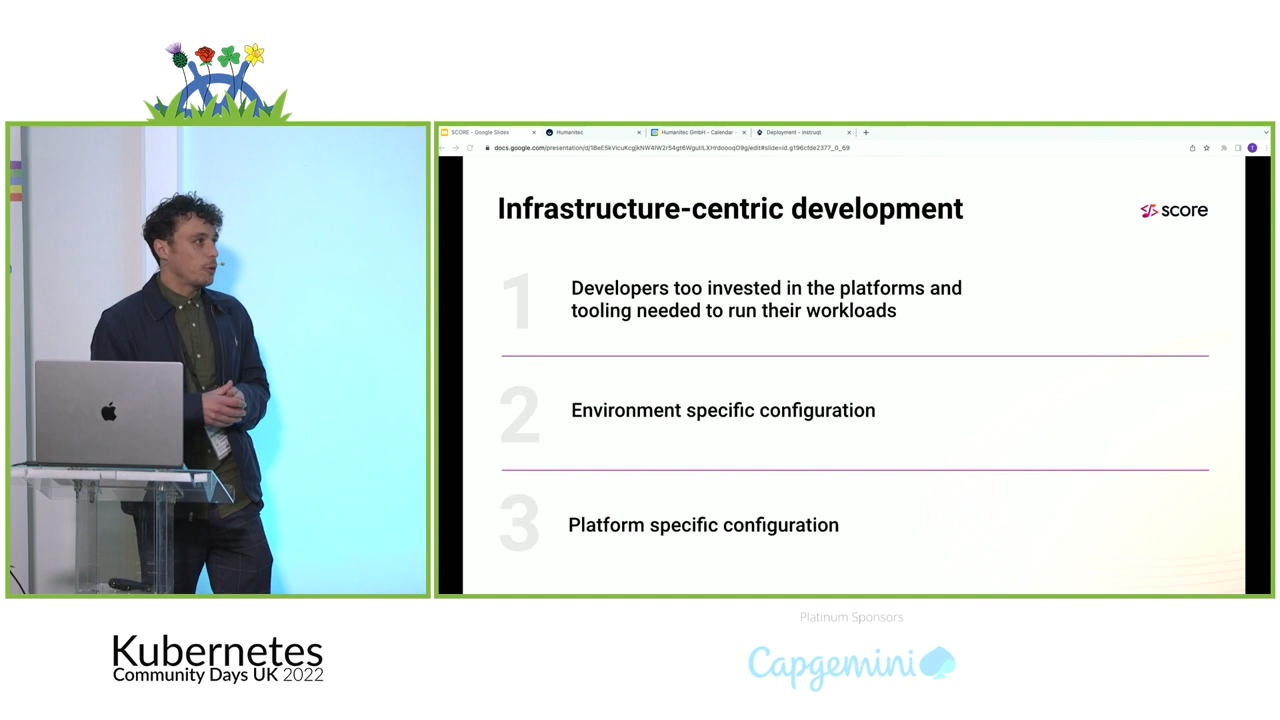 SCORE - Google Slides
Humanitec
Humanitec GmbH - Calendar -
Deployment - Instruqt
Infrastructure-centric development
score
1
Developers too invested in the platforms and
tooling needed to run their workloads
2
Environment specific configuration
3
Platform specific configuration
Platinum Sponsors
Kubernetes
Community Days UK 2022
Capgemini